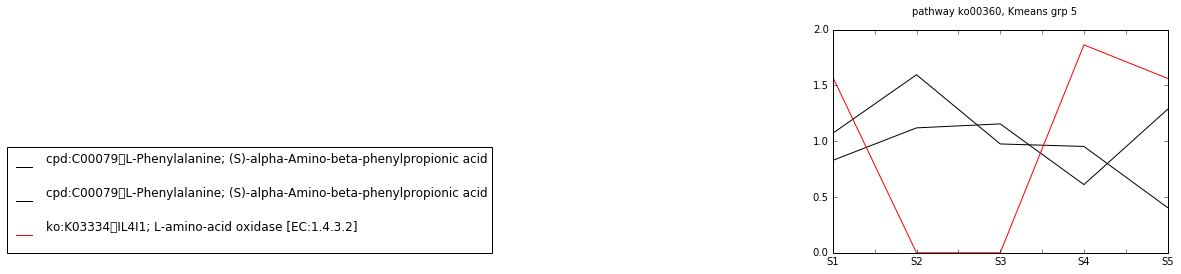 pathway ko00360, Kmeans grp 5
2.0
1.5
1.0
0.5
0.0
S1 S2 S3 S4 S5
cpd:C00079▯L-Phenylalanine; (S)-alpha-Amino-beta-phenylpropionic acid
cpd:C00079▯L-Phenylalanine; (S)-alpha-Amino-beta-phenylpropionic acid
ko:K03334▯IL4I1; L-amino-acid oxidase [EC:1.4.3.2]